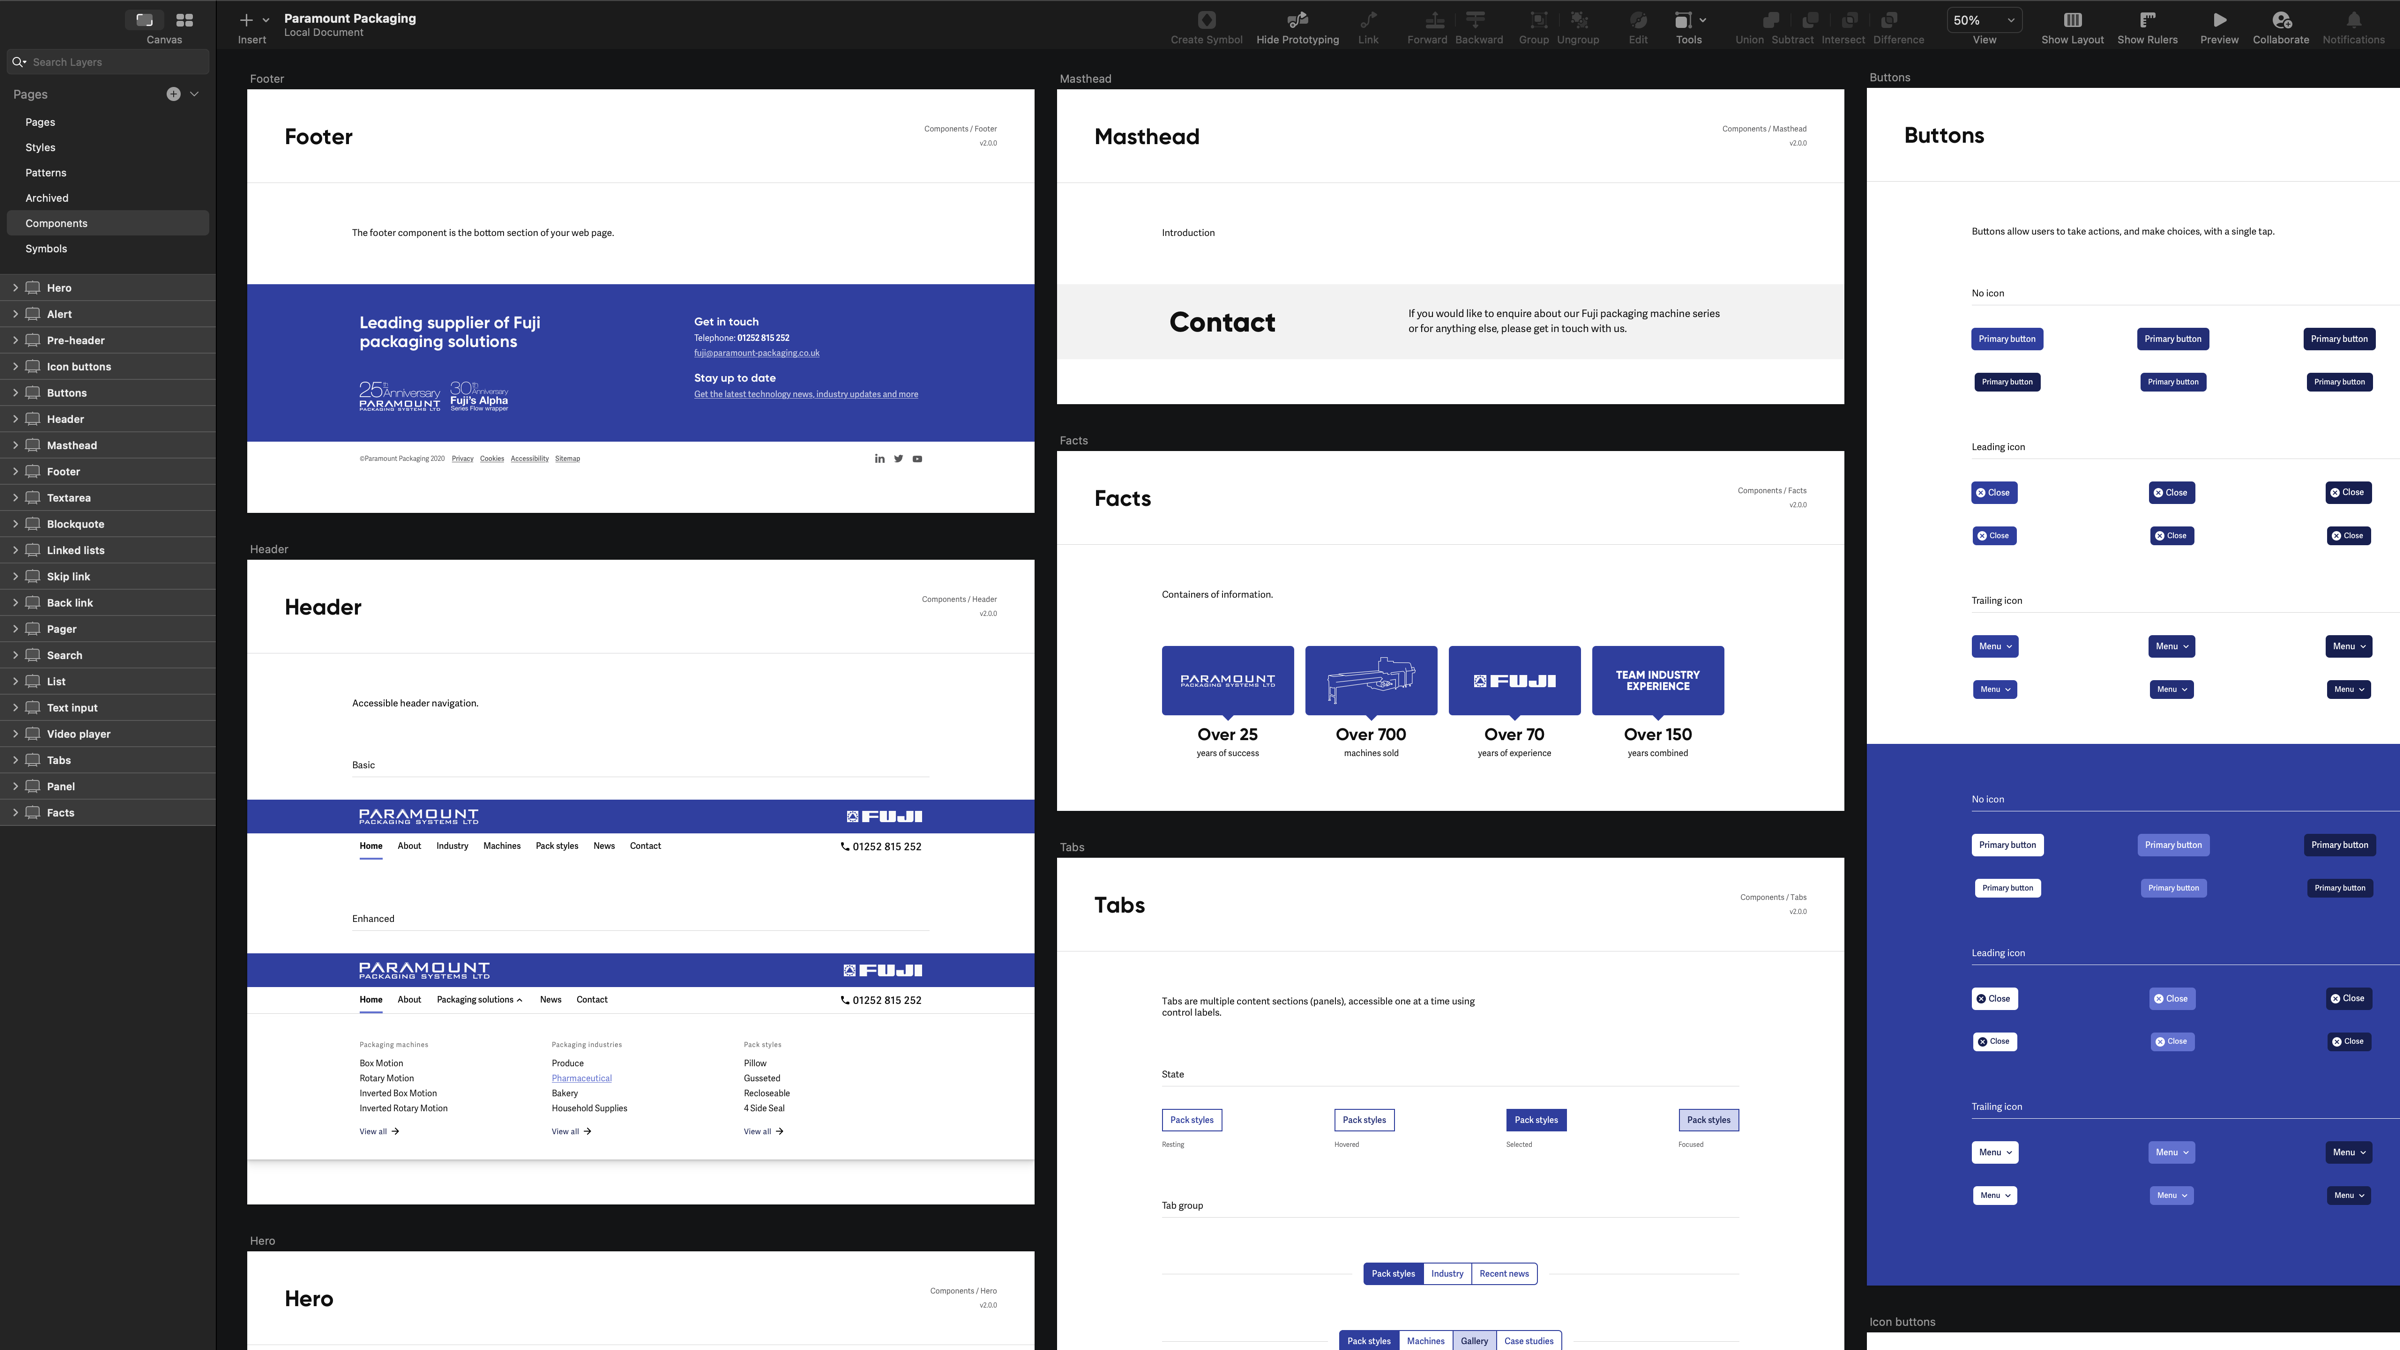 Canvas
Insert
Paramount Packaging
Local Document
Create Symbol
Hide Prototyping
Link
Forward
Backward
Group
Ungroup
Edit
Tools
Union
Subtract
Intersect
Difference
50%
View
Show Layout
Show Rulers
Preview
Collaborate
Notifications
Search Layers
Pages
Pages
Styles
Patterns
Archived
Components
Symbols
Hero
Alert
Pre-header
Icon buttons
Buttons
Header
Masthead
Footer
Textarea
Blockquote
Linked lists
Skip link
Back link
Pager
Search
List
Text input
Video player
Tabs
Panel
Facts
Footer
Footer
Components / Footer
v2.0.0
The footer component is the bottom section of your web page.
Leading supplier of Fuji
packaging solutions
25th Anniversary
PARAMOUNT
PACKAGING SYSTEMS LTD
30th Anniversary
Fuji's Alpha
Series Flow wrapper
Get in touch
Telephone: 01252 815 252
fuji@paramount-packaging.co.uk
Stay up to date
Get the latest technology news, industry updates and more
©Paramount Packaging 2020 Privacy Cookies Accessibility Sitemap
Header
Header
Components / Header
v2.0.0
Accessible header navigation.
Basic
PARAMOUNT
PACKAGING SYSTEMS LTD
FUJI
Home About Industry Machines Pack styles News Contact
01252 815 252
Enhanced
PARAMOUNT
PACKAGING SYSTEMS LTD
FUJI
Home About Packaging solutions News Contact
01252 815 252
Packaging machines
Box Motion
Rotary Motion
Inverted Box Motion
Inverted Rotary Motion
View all
Packaging industries
Produce
Pharmaceutical
Bakery
Household Supplies
View all
Pack styles
Pillow
Gusseted
Recloseable
4 Side Seal
View all
Hero
Hero
Components / Hero
v2.0.0
Masthead
Masthead
Components / Masthead
v2.0.0
Introduction
Contact
If you would like to enquire about our Fuji packaging machine series
or for anything else, please get in touch with us.
Facts
Facts
Components / Facts
v2.0.0
Containers of information.
PARAMOUNT
PACKAGING SYSTEMS LTD
Over 25
years of success
Over 700
machines sold
FUJI
Over 70
years of experience
TEAM INDUSTRY
EXPERIENCE
Over 150
years combined
Tabs
Tabs
Components / Tabs
v2.0.0
Tabs are multiple content sections (panels), accessible one at a time using
control labels.
State
Pack styles Pack styles Pack styles Pack styles
Resting Hovered Selected Focused
Tab group
Pack styles Industry Recent news
Pack styles Machines Gallery Case studies
Buttons
Buttons
Buttons allow users to take actions, and make choices, with a single tap.
No icon
Primary button Primary button Primary button
Primary button Primary button Primary button
Leading icon
Close Close Close
Close Close Close
Trailing icon
Menu Menu Menu
Menu Menu Menu
No icon
Primary button Primary button Primary button
Primary button Primary button Primary button
Leading icon
Close Close Close
Close Close Close
Trailing icon
Menu Menu Menu
Menu Menu Menu
Icon buttons